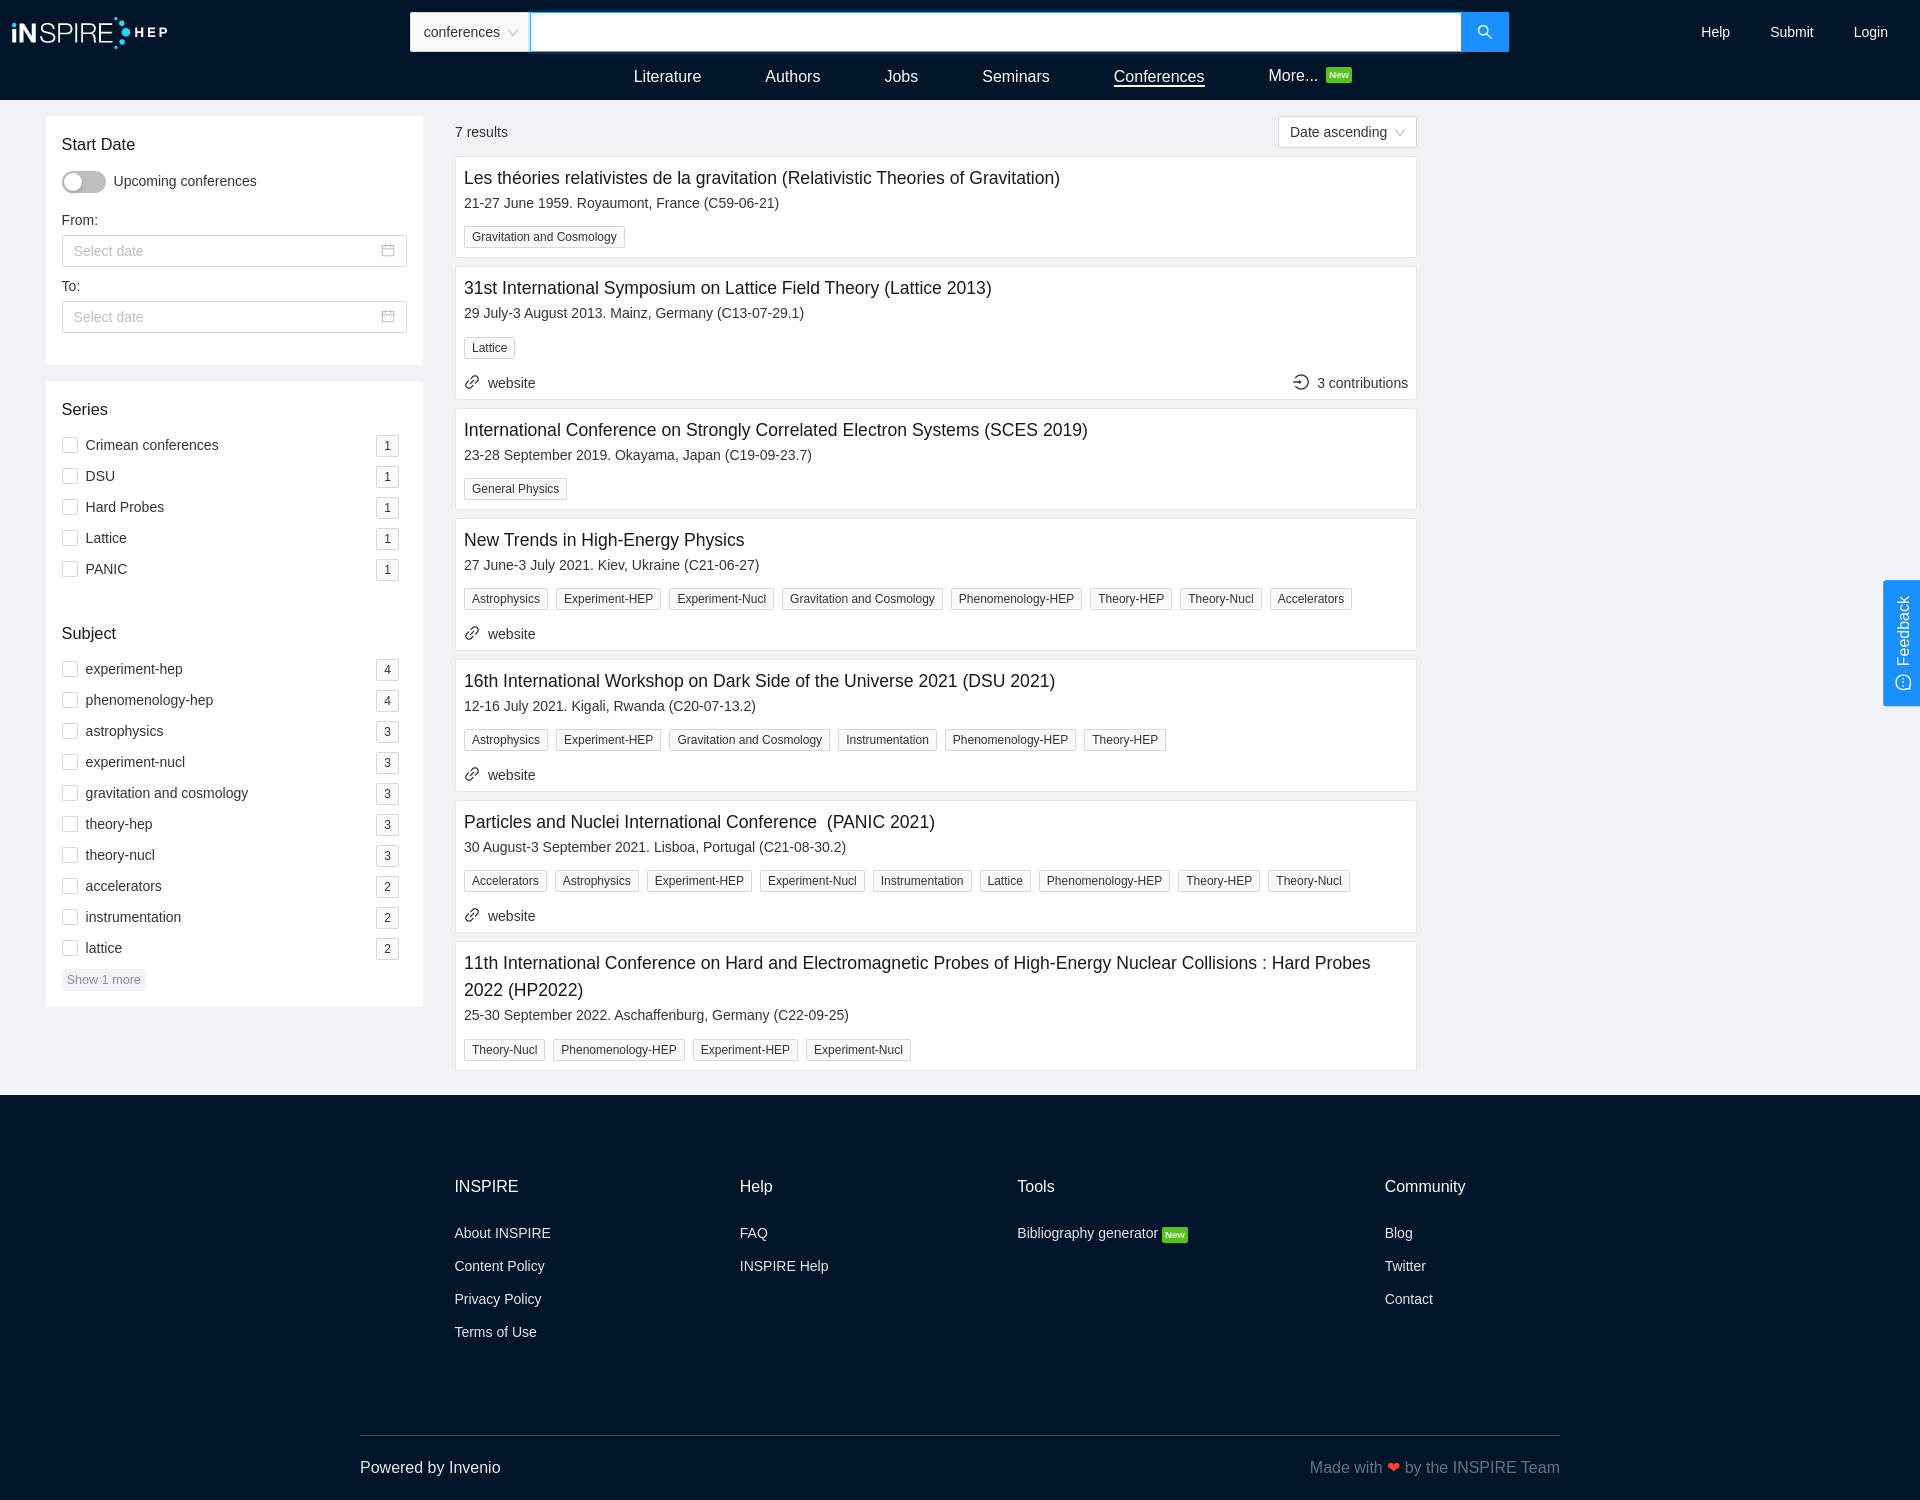 iNSPIRE HEP
conferences
Help Submit Login
Literature Authors Jobs Seminars Conferences More... New
Start Date
Upcoming conferences
From:
Select date
To:
Select date
Series
Crimean conferences 1
DSU 1
Hard Probes 1
Lattice 1
PANIC 1
Subject
experiment-hep 4
phenomenology-hep 4
astrophysics 3
experiment-nucl 3
gravitation and cosmology 3
theory-hep 3
theory-nucl 3
accelerators 2
instrumentation 2
lattice 2
Show 1 more
7 results
Date ascending
Les théories relativistes de la gravitation (Relativistic Theories of Gravitation)
21-27 June 1959. Royaumont, France (C59-06-21)
Gravitation and Cosmology
31st International Symposium on Lattice Field Theory (Lattice 2013)
29 July-3 August 2013. Mainz, Germany (C13-07-29.1)
Lattice
website 3 contributions
International Conference on Strongly Correlated Electron Systems (SCES 2019)
23-28 September 2019. Okayama, Japan (C19-09-23.7)
General Physics
New Trends in High-Energy Physics
27 June-3 July 2021. Kiev, Ukraine (C21-06-27)
Astrophysics Experiment-HEP Experiment-Nucl Gravitation and Cosmology Phenomenology-HEP Theory-HEP Theory-Nucl Accelerators
website
16th International Workshop on Dark Side of the Universe 2021 (DSU 2021)
12-16 July 2021. Kigali, Rwanda (C20-07-13.2)
Astrophysics Experiment-HEP Gravitation and Cosmology Instrumentation Phenomenology-HEP Theory-HEP
website
Particles and Nuclei International Conference (PANIC 2021)
30 August-3 September 2021. Lisboa, Portugal (C21-08-30.2)
Accelerators Astrophysics Experiment-HEP Experiment-Nucl Instrumentation Lattice Phenomenology-HEP Theory-HEP Theory-Nucl
website
11th International Conference on Hard and Electromagnetic Probes of High-Energy Nuclear Collisions : Hard Probes
2022 (HP2022)
25-30 September 2022. Aschaffenburg, Germany (C22-09-25)
Theory-Nucl Phenomenology-HEP Experiment-HEP Experiment-Nucl
Feedback
INSPIRE
About INSPIRE
Content Policy
Privacy Policy
Terms of Use
Help
FAQ
INSPIRE Help
Tools
Bibliography generator New
Community
Blog
Twitter
Contact
Powered by Invenio
Made with ❤ by the INSPIRE Team